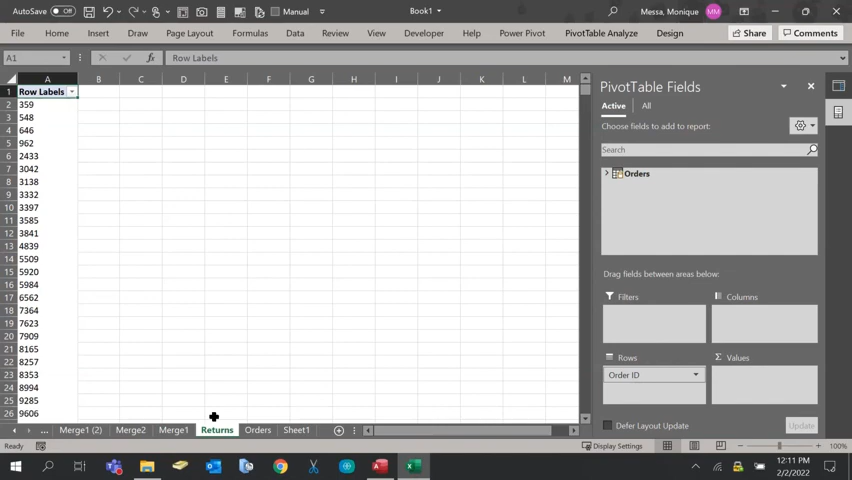 AutoSave Off Manual Book1 Messa, Monique MM
File Home Insert Draw Page Layout Formulas Data Review View Developer Help Power Pivot PivotTable Analyze Design Share Comments
A1 fx Row Labels
A B C D E F G H I J K L M
1 Row Labels
2 359
3 548
4 646
5 962
6 2433
7 3042
8 3138
9 3332
10 3397
11 3585
12 3841
13 4839
14 5509
15 5920
16 5984
17 6562
18 7364
19 7623
20 7909
21 8165
22 8257
23 8353
24 8994
25 9285
26 9606
PivotTable Fields
Active All
Choose fields to add to report:
Search
Orders
Drag fields between areas below:
Filters Columns
Rows Σ Values
Order ID
Defer Layout Update Update
... Merge1 (2) Merge2 Merge1 Returns Orders Sheet1
Ready Display Settings 100%
12:11 PM
2/2/2022